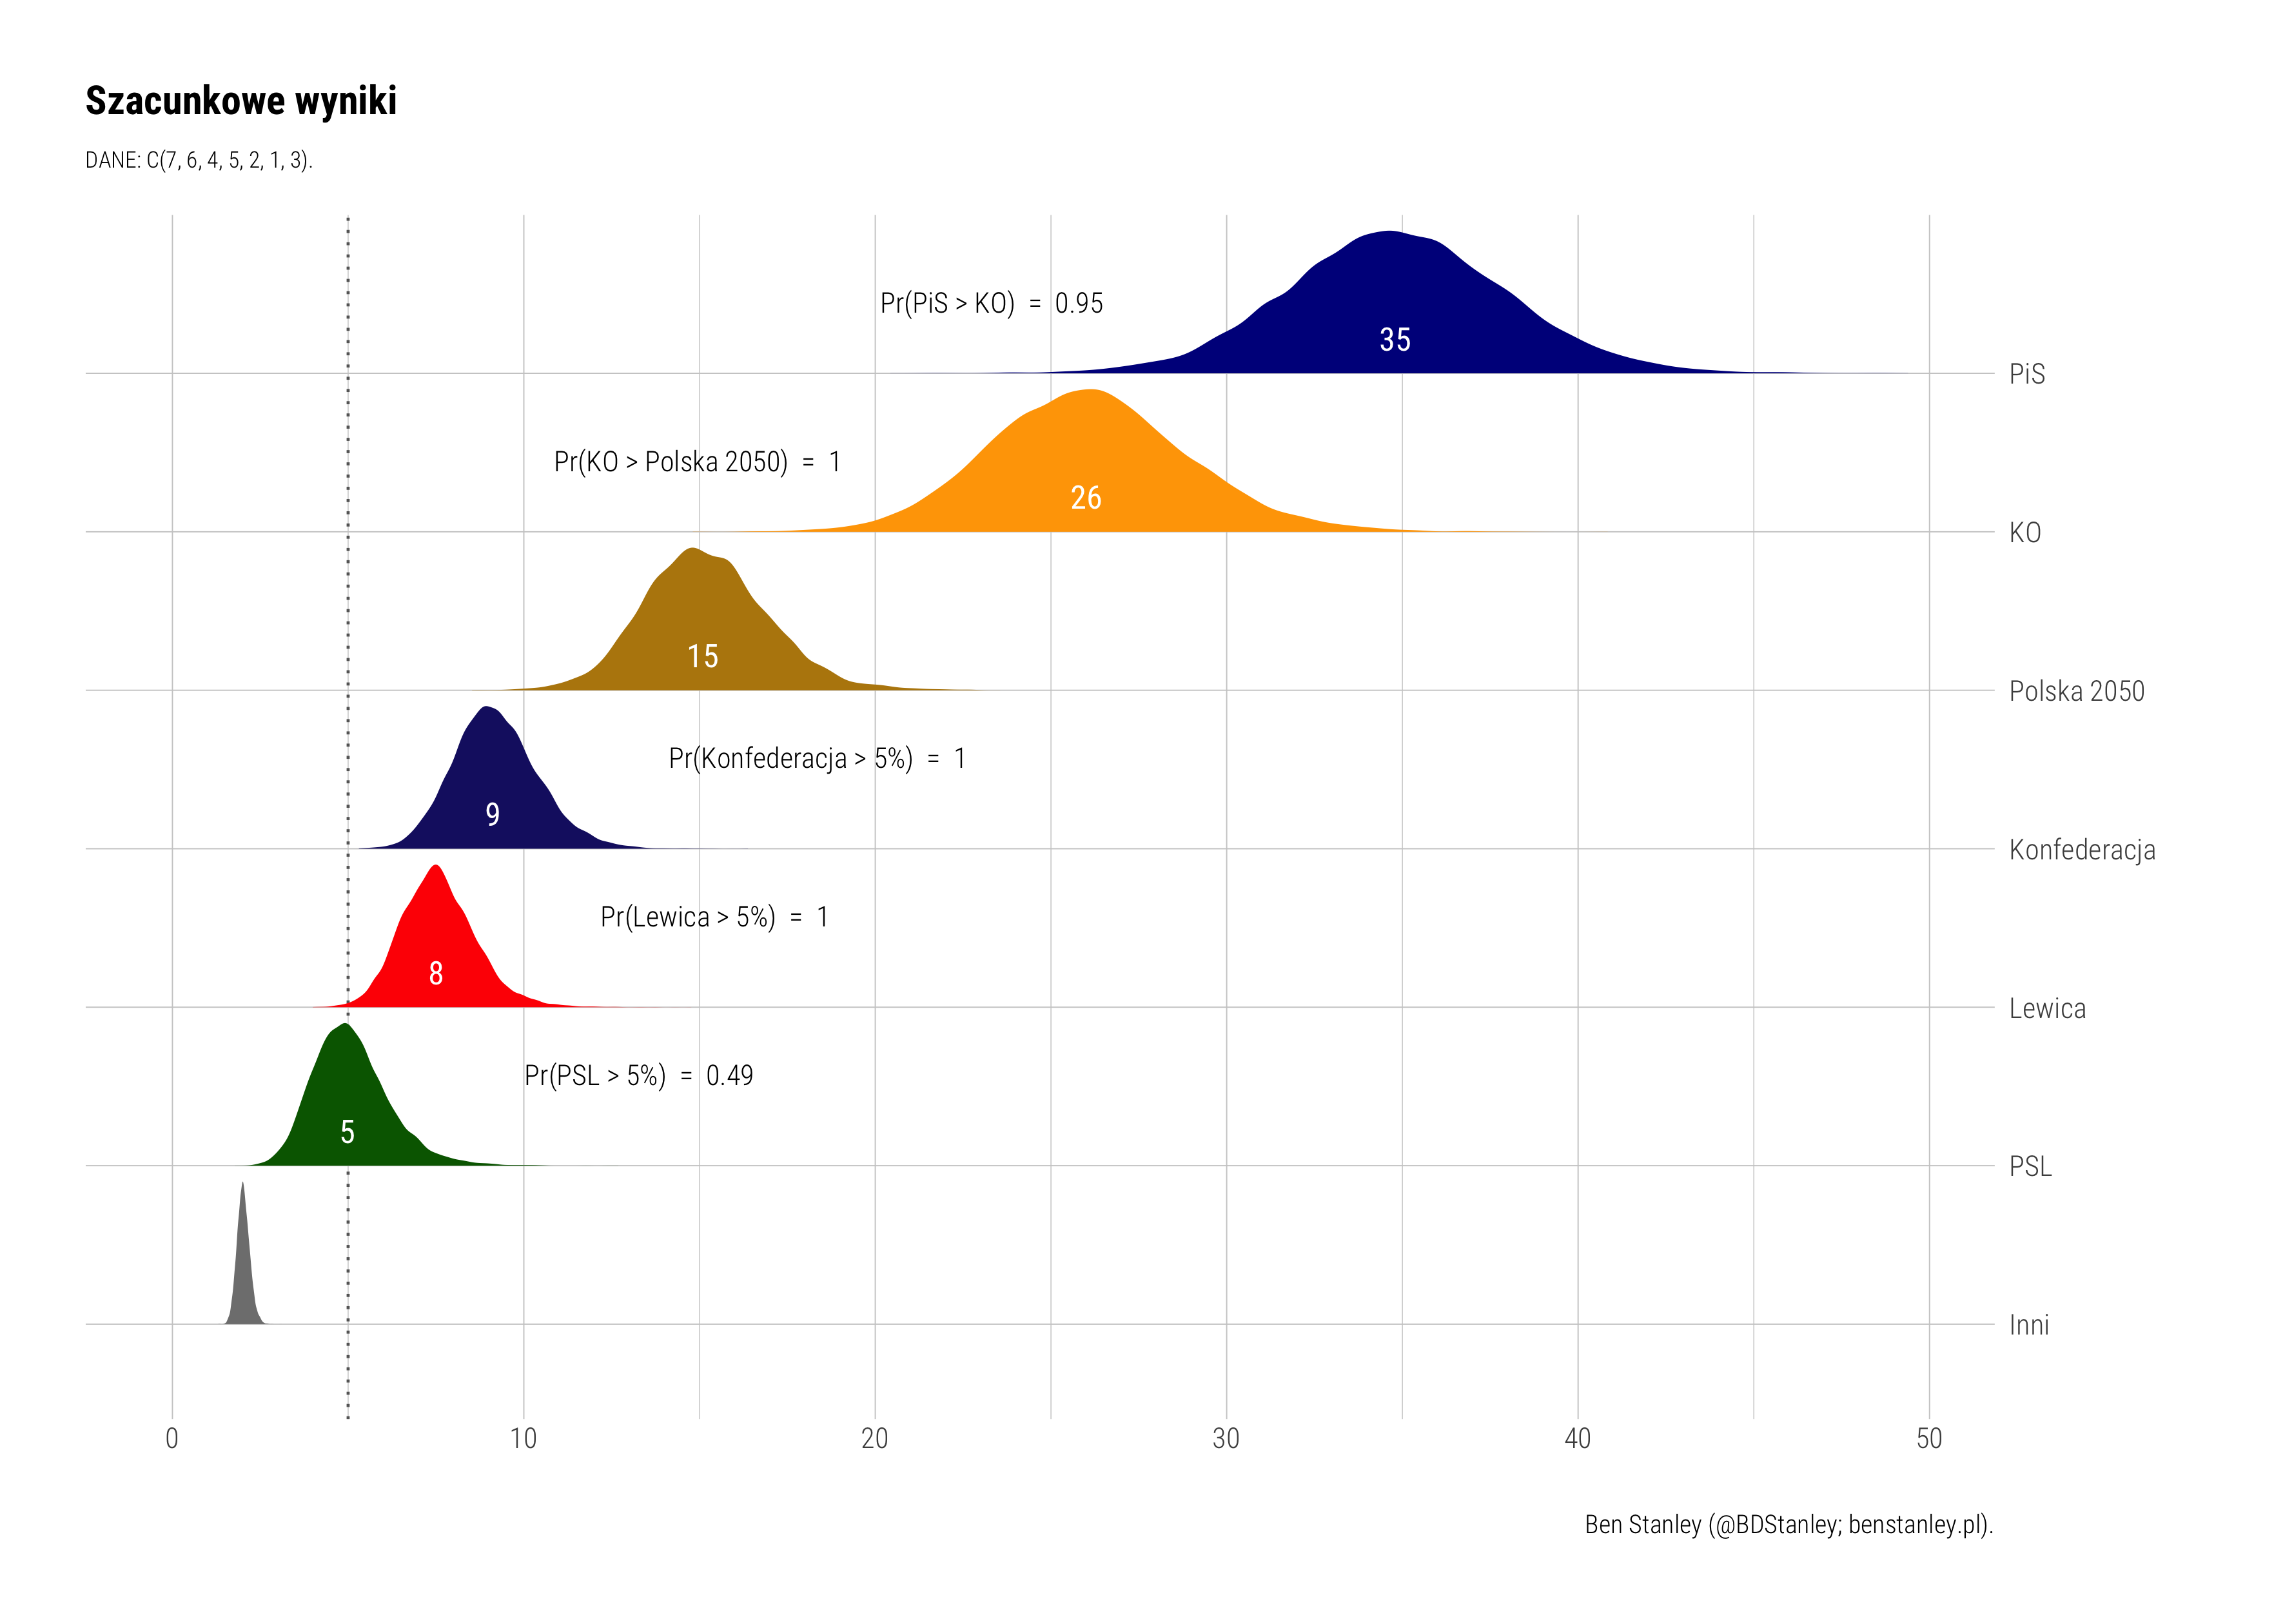 Szacunkowe wyniki
DANE: C(7, 6, 4, 5, 2, 1, 3).
Pr(PiS > KO) = 0.95
35
PiS
Pr(KO > Polska 2050) = 1
26
KO
15
Polska 2050
Pr(Konfederacja > 5%) = 1
9
Konfederacja
Pr(Lewica > 5%) = 1
8
Lewica
Pr(PSL > 5%) = 0.49
5
PSL
Inni
0 10 20 30 40 50
Ben Stanley (@BDStanley; benstanley.pl).